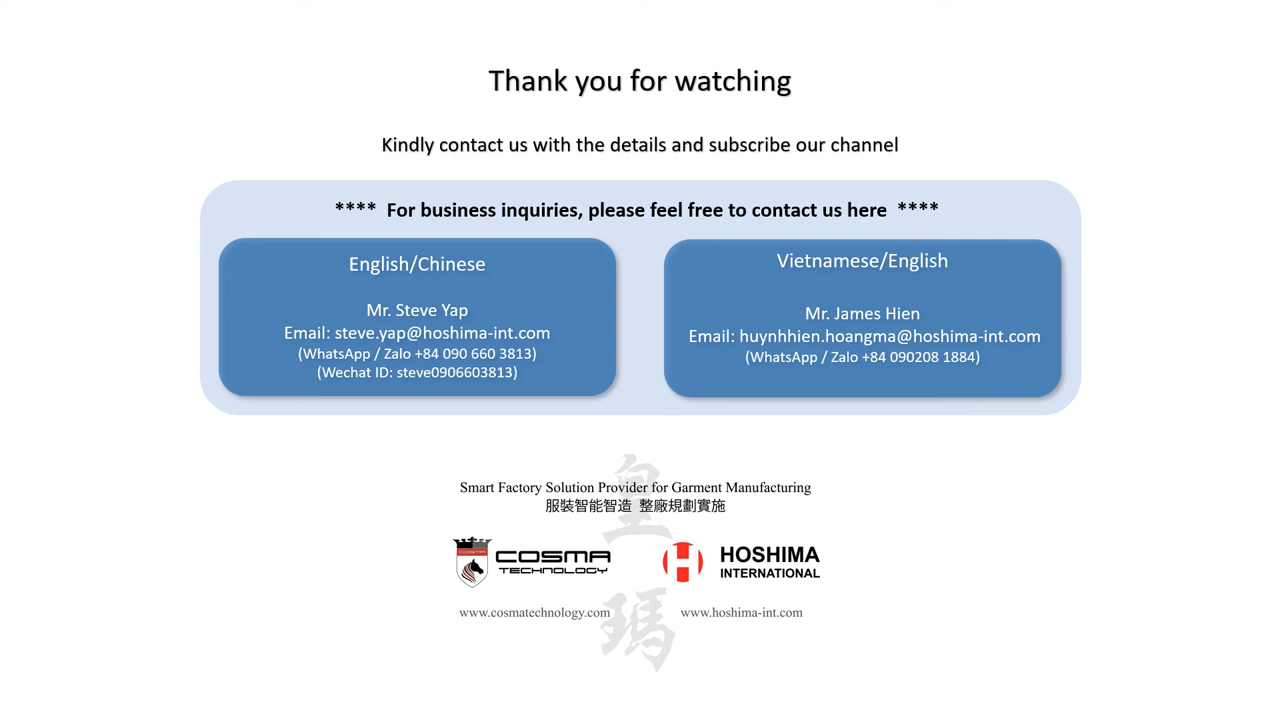 Thank you for watching
Kindly contact us with the details and subscribe our channel
**** For business inquiries, please feel free to contact us here ****
English/Chinese
Mr. Steve Yap
Email: steve.yap@hoshima-int.com
(WhatsApp / Zalo +84 090 660 3813)
(Wechat ID: steve0906603813)
Vietnamese/English
Mr. James Hien
Email: huynhhien.hoangma@hoshima-int.com
(WhatsApp / Zalo +84 090208 1884)
皇
瑪
Smart Factory Solution Provider for Garment Manufacturing
服裝智能智造 整廠規劃實施
COSMA
COSMA
TECHNOLOGY
HOSHIMA
INTERNATIONAL
www.cosmatechnology.com
www.hoshima-int.com